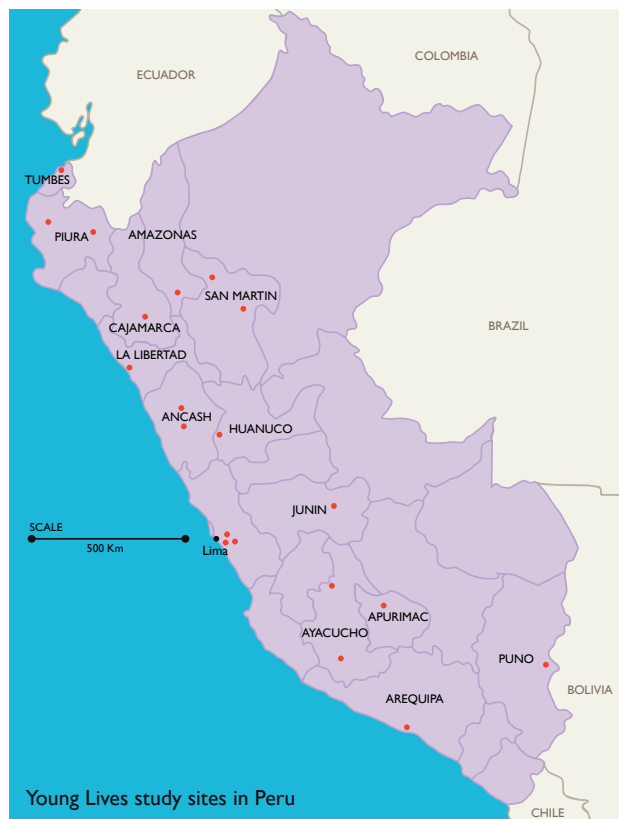 COLOMBIA
ECUADOR
TUMBES
PIURA
AMAZONAS
SAN MARTIN
CAJAMARCA
BRAZIL
LA LIBERTAD
ANCASH
HUANUCO
JUNIN
SCALE
500 Km
Lima
APURIMAC
AYACUCHO
PUNO
BOLIVIA
AREQUIPA
Young Lives study sites in Peru
CHILE